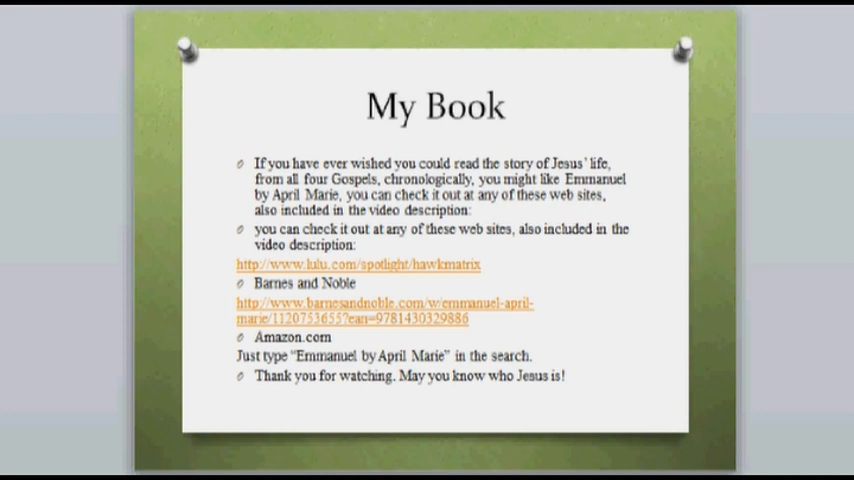 My Book
If you have ever wished you could read the story of Jesus' life,
from all four Gospels, chronologically, you might like Emmanuel
by April Marie, you can check it out at any of these web sites,
also included in the video description:
you can check it out at any of these web sites, also included in the
video description:
http://www.lulu.com/spotlight/hawkmatrix
Barnes and Noble
http://www.barnesandnoble.com/w/emmanuel-april-
marie/1120753655?ean=9781430329886
Amazon.com
Just type "Emmanuel by April Marie" in the search.
Thank you for watching. May you know who Jesus is!